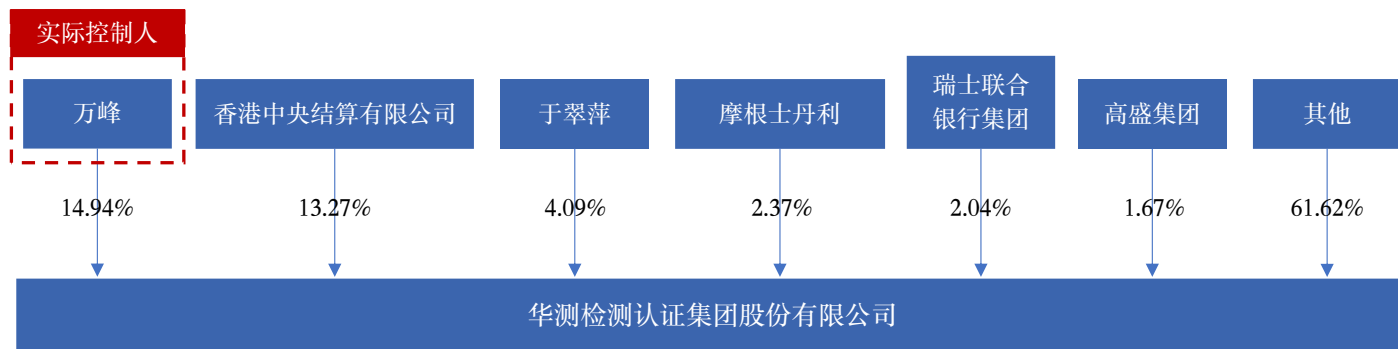 实际控制人
万峰
香港中央结算有限公司
于翠萍
摩根士丹利
瑞士联合
银行集团
高盛集团
其他
14.94%
13.27%
4.09%
2.37%
2.04%
1.67%
61.62%
华测检测认证集团股份有限公司